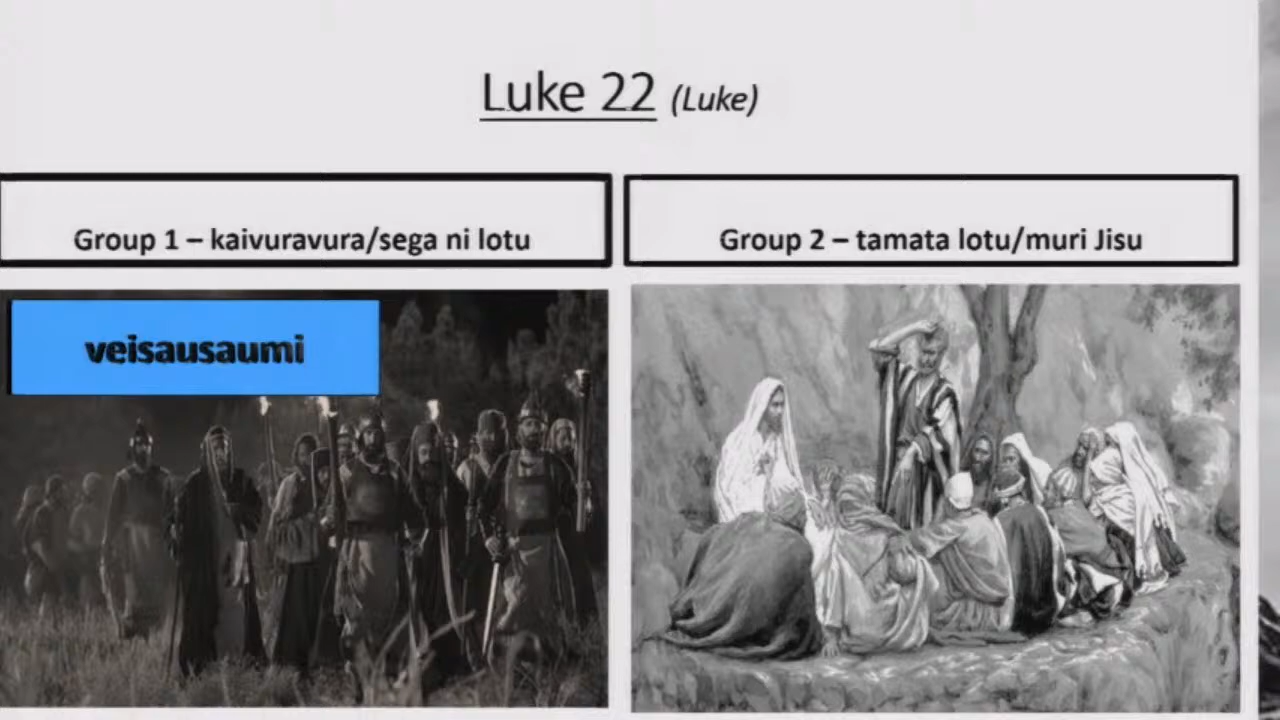 Luke 22 (Luke)
Group 1 – kaivuravura/sega ni lotu
Group 2 – tamata lotu/muri Jisu
veisausaumi